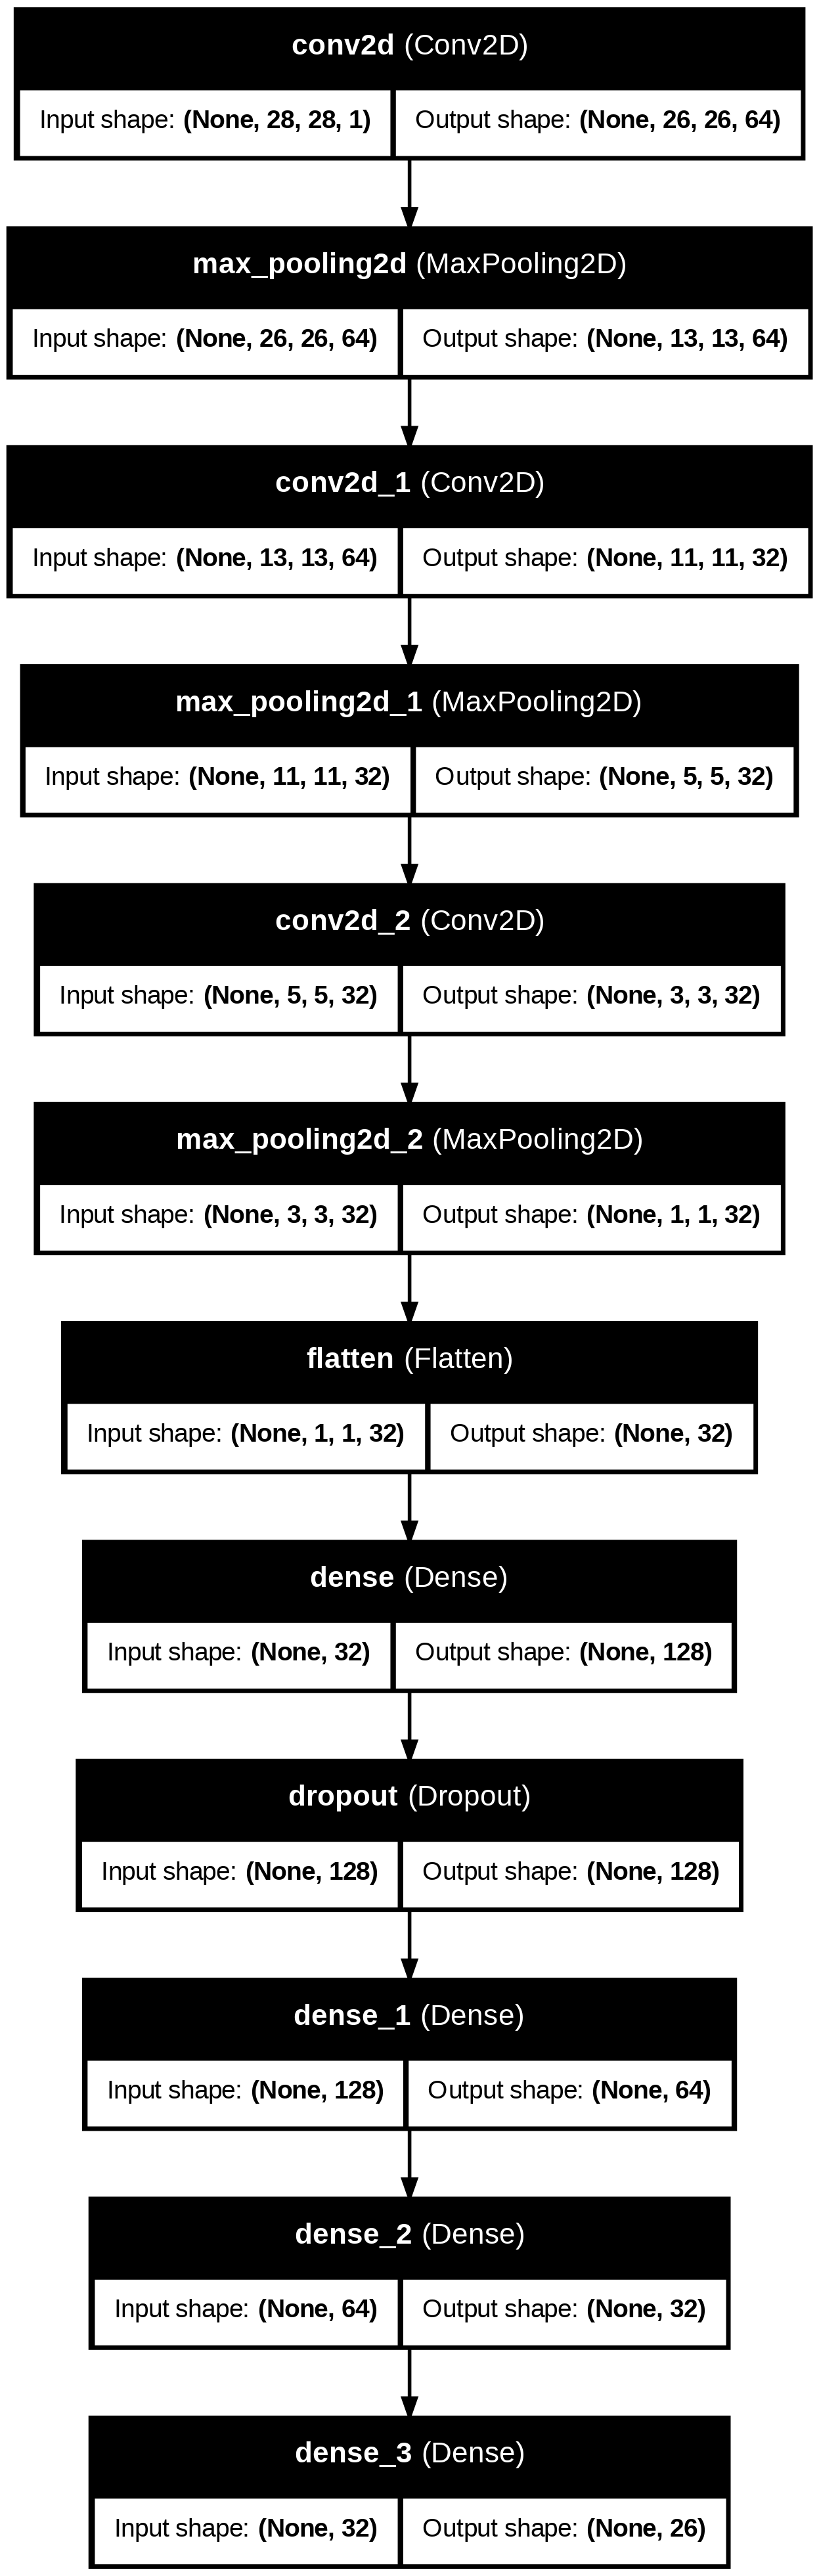 conv2d (Conv2D)
Input shape: (None, 28, 28, 1) Output shape: (None, 26, 26, 64)
max_pooling2d (MaxPooling2D)
Input shape: (None, 26, 26, 64) Output shape: (None, 13, 13, 64)
conv2d_1 (Conv2D)
Input shape: (None, 13, 13, 64) Output shape: (None, 11, 11, 32)
max_pooling2d_1 (MaxPooling2D)
Input shape: (None, 11, 11, 32) Output shape: (None, 5, 5, 32)
conv2d_2 (Conv2D)
Input shape: (None, 5, 5, 32) Output shape: (None, 3, 3, 32)
max_pooling2d_2 (MaxPooling2D)
Input shape: (None, 3, 3, 32) Output shape: (None, 1, 1, 32)
flatten (Flatten)
Input shape: (None, 1, 1, 32) Output shape: (None, 32)
dense (Dense)
Input shape: (None, 32) Output shape: (None, 128)
dropout (Dropout)
Input shape: (None, 128) Output shape: (None, 128)
dense_1 (Dense)
Input shape: (None, 128) Output shape: (None, 64)
dense_2 (Dense)
Input shape: (None, 64) Output shape: (None, 32)
dense_3 (Dense)
Input shape: (None, 32) Output shape: (None, 26)